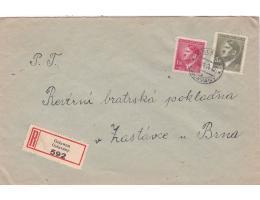 P. T.
Revírní bratrská pokladna
v Zastávce u Brna
R
592